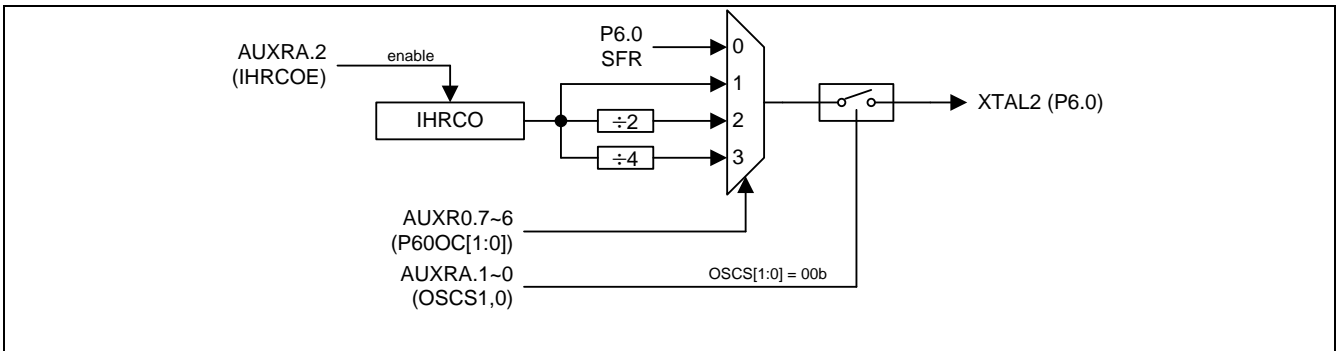 P6.0
SFR
0
AUXRA.2
(IHRCOE)
enable
1
IHRCO
÷2
2
XTAL2 (P6.0)
÷4
3
AUXR0.7~6
(P60OC[1:0])
AUXRA.1~0
(OSCS1,0)
OSCS[1:0] = 00b